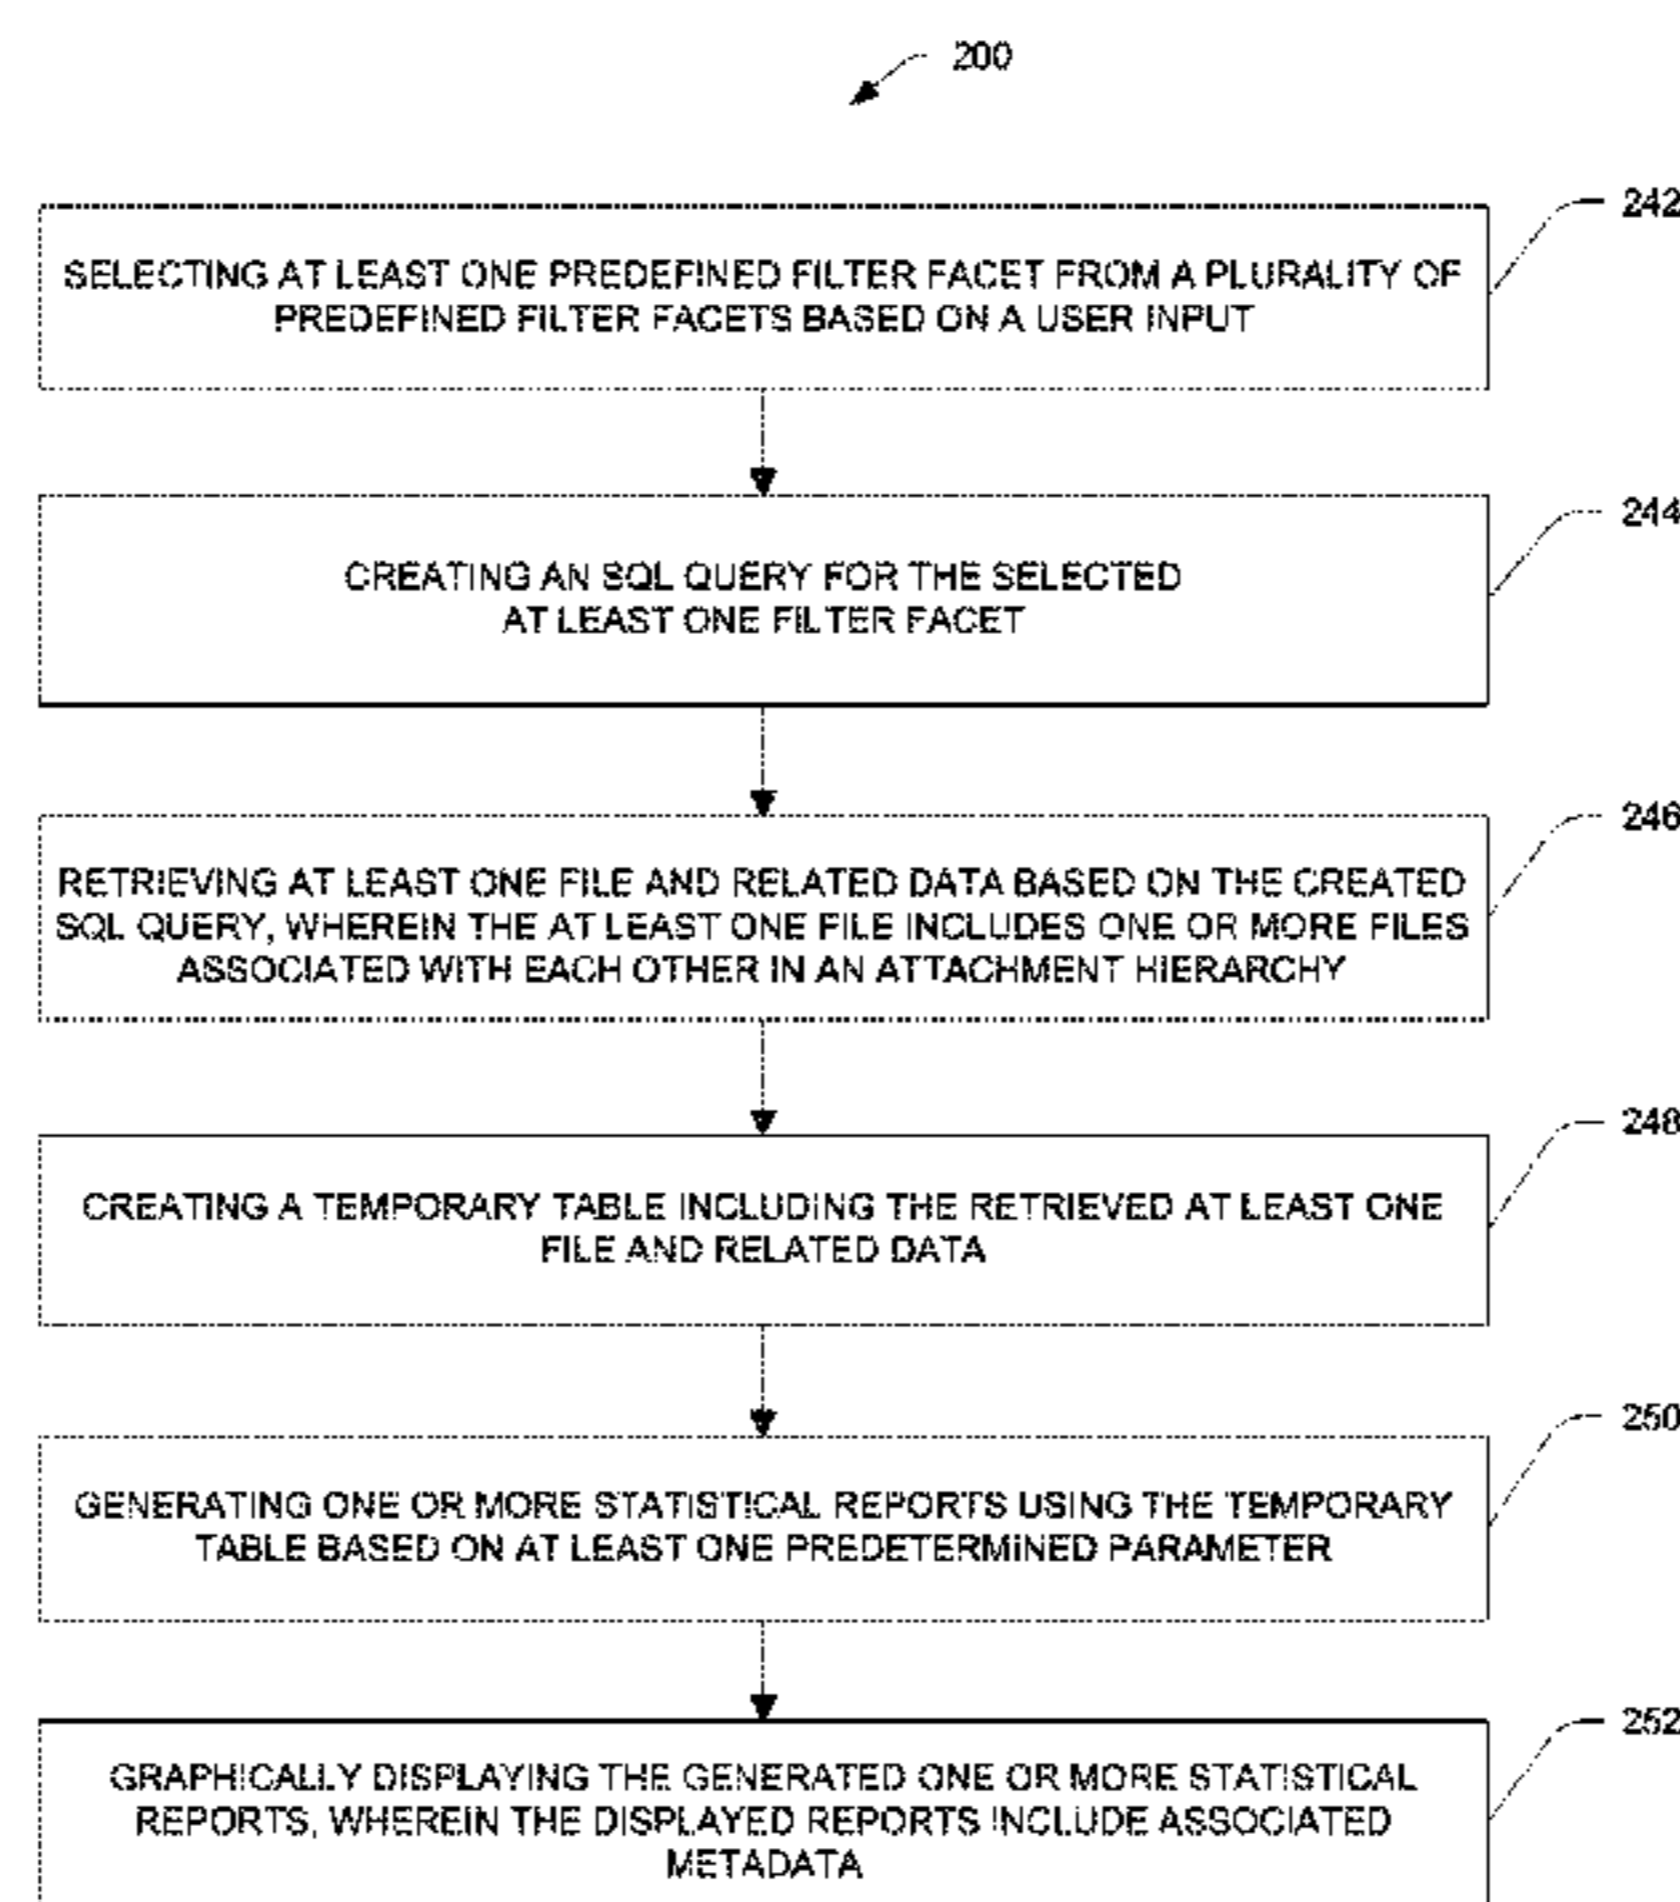 200
242
SELECTING AT LEAST ONE PREDEFINED FILTER FACET FROM A PLURALITY OF
PREDEFINED FILTER FACETS BASED ON A USER INPUT
244
CREATING AN SQL QUERY FOR THE SELECTED
AT LEAST ONE FILTER FACET
246
RETRIEVING AT LEAST ONE FILE AND RELATED DATA BASED ON THE CREATED
SQL QUERY, WHEREIN THE AT LEAST ONE FILE INCLUDES ONE OR MORE FILES
ASSOCIATED WITH EACH OTHER IN AN ATTACHMENT HIERARCHY
248
CREATING A TEMPORARY TABLE INCLUDING THE RETRIEVED AT LEAST ONE
FILE AND RELATED DATA
250
GENERATING ONE OR MORE STATISTICAL REPORTS USING THE TEMPORARY
TABLE BASED ON AT LEAST ONE PREDETERMINED PARAMETER
252
GRAPHICALLY DISPLAYING THE GENERATED ONE OR MORE STATISTICAL
REPORTS, WHEREIN THE DISPLAYED REPORTS INCLUDE ASSOCIATED
METADATA